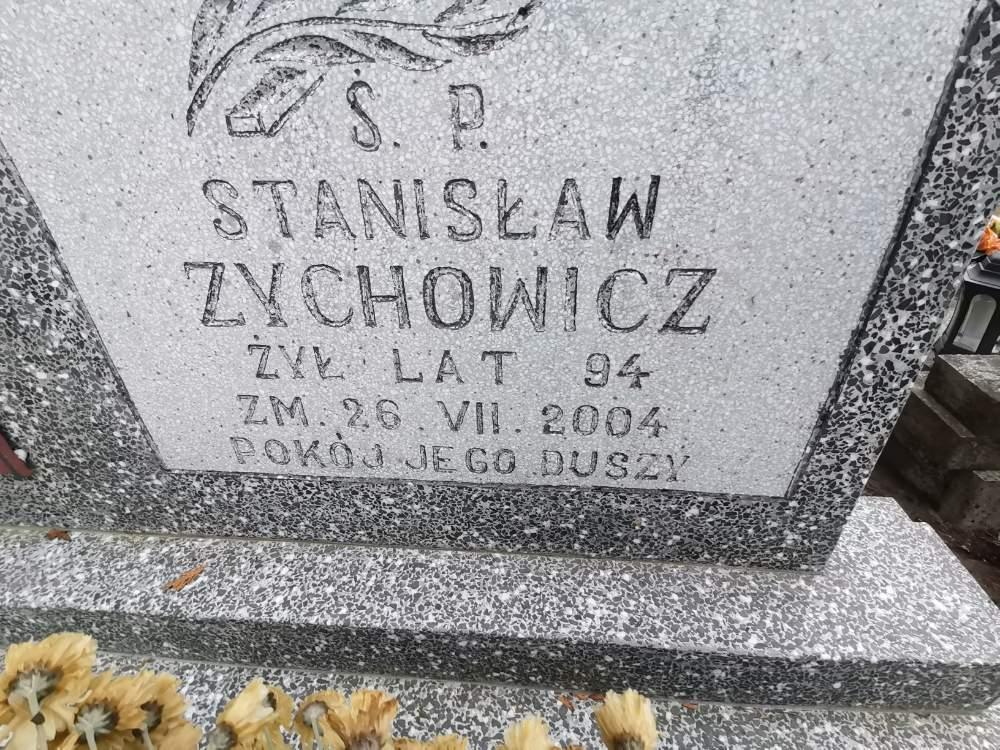 Ś. P.
STANISŁAW
ZYCHOWICZ
ŻYŁ LAT 94
ZM. 26. VII. 2004
POKÓJ JEGO DUSZY